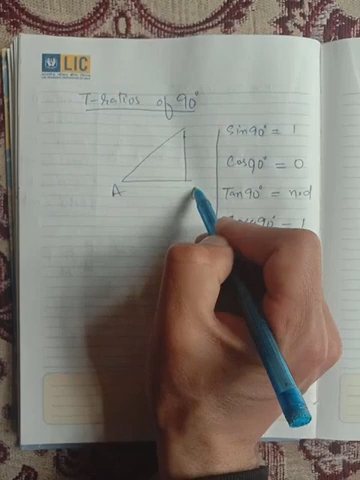 LIC
T-ratios of 90°
A
Sin90° = 1
Cos90° = 0
Tan90° = n.d